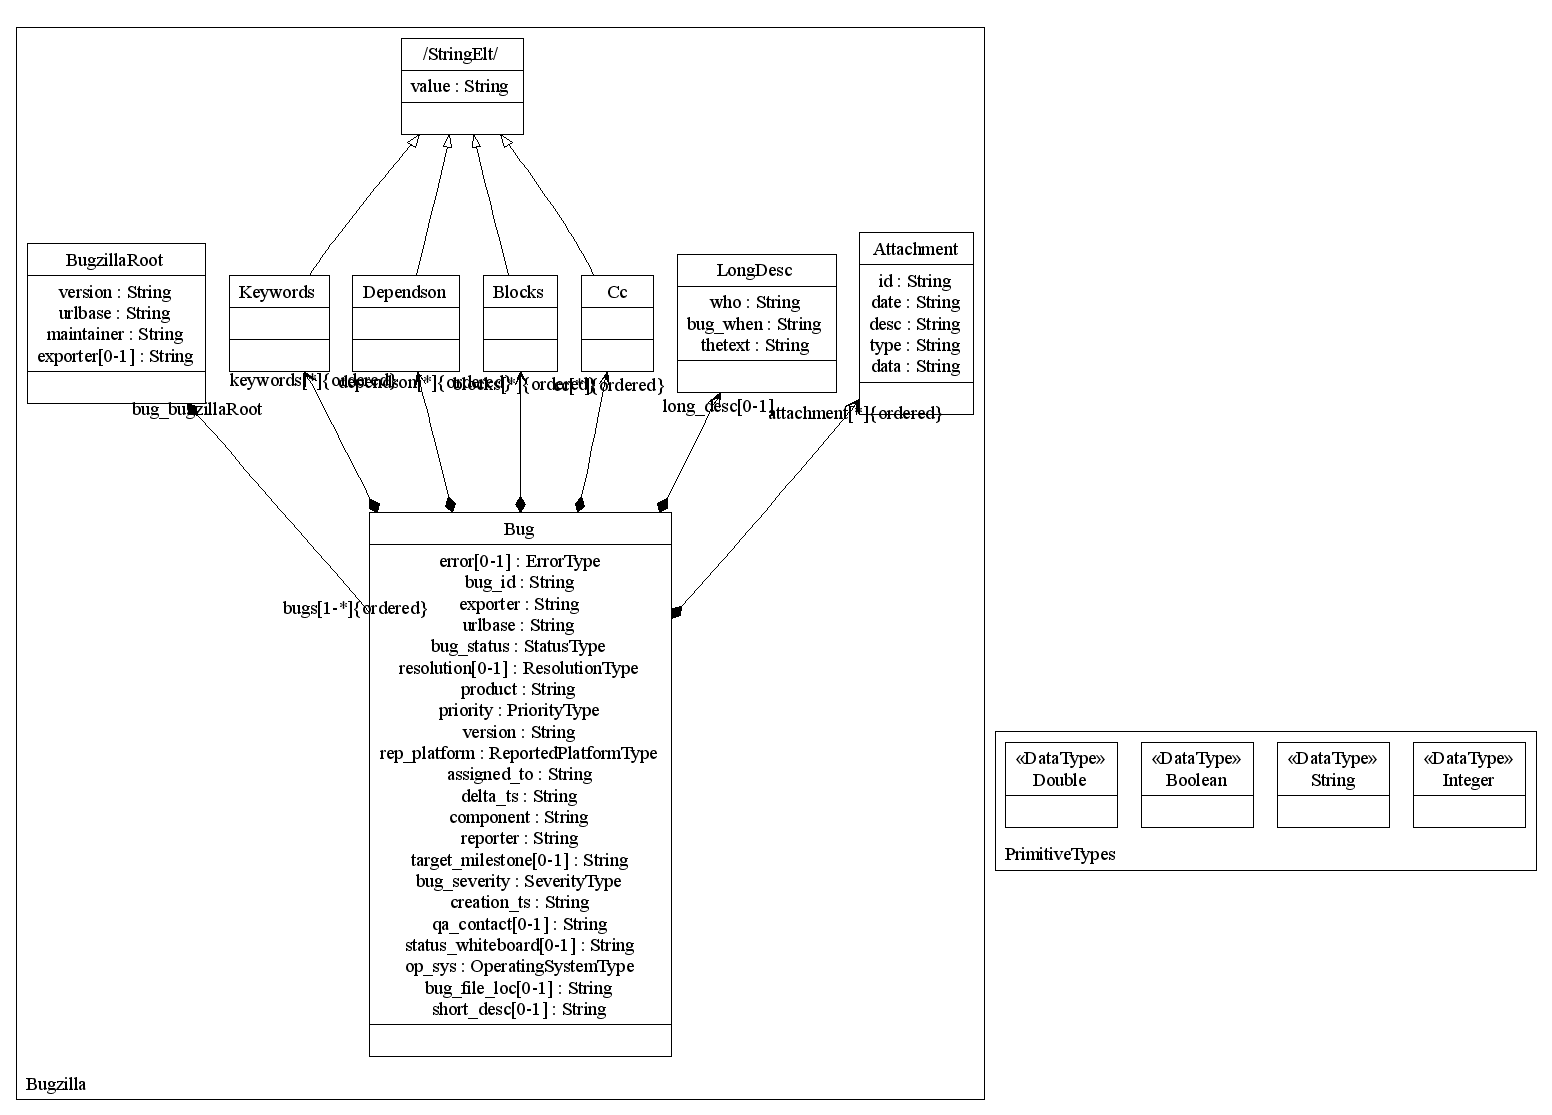 /StringElt/
value : String
BugzillaRoot
version : String
urlbase : String
maintainer : String
exporter[0-1] : String
Keywords
Dependson
Blocks
Cc
LongDesc
who : String
bug_when : String
thetext : String
Attachment
id : String
date : String
desc : String
type : String
data : String
keywords[*]{ordered}
dependson[*]{ordered}
blocks[*]{ordered}
cc[*]{ordered}
long_desc[0-1]
attachment[*]{ordered}
bug_bugzillaRoot
bugs[1-*]{ordered}
Bug
error[0-1] : ErrorType
bug_id : String
exporter : String
urlbase : String
bug_status : StatusType
resolution[0-1] : ResolutionType
product : String
priority : PriorityType
version : String
rep_platform : ReportedPlatformType
assigned_to : String
delta_ts : String
component : String
reporter : String
target_milestone[0-1] : String
bug_severity : SeverityType
creation_ts : String
qa_contact[0-1] : String
status_whiteboard[0-1] : String
op_sys : OperatingSystemType
bug_file_loc[0-1] : String
short_desc[0-1] : String
Bugzilla
«DataType»
Double
«DataType»
Boolean
«DataType»
String
«DataType»
Integer
PrimitiveTypes